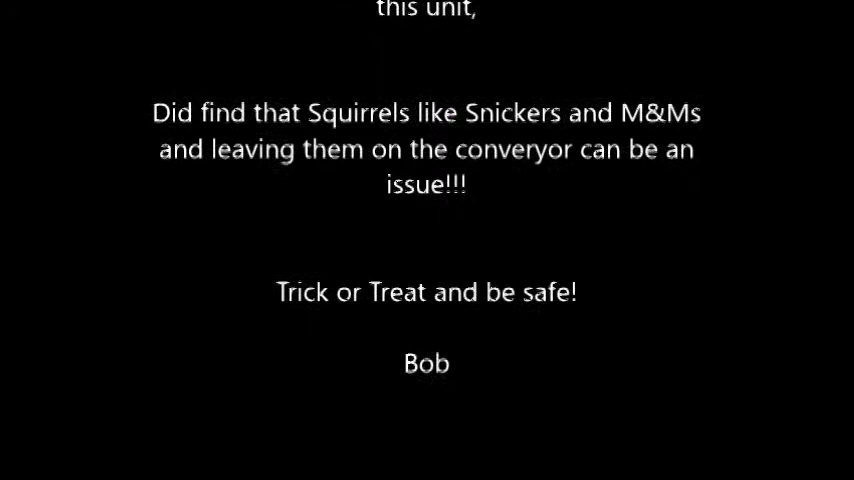 this unit,
Did find that Squirrels like Snickers and M&Ms
and leaving them on the converyor can be an
issue!!!
Trick or Treat and be safe!
Bob